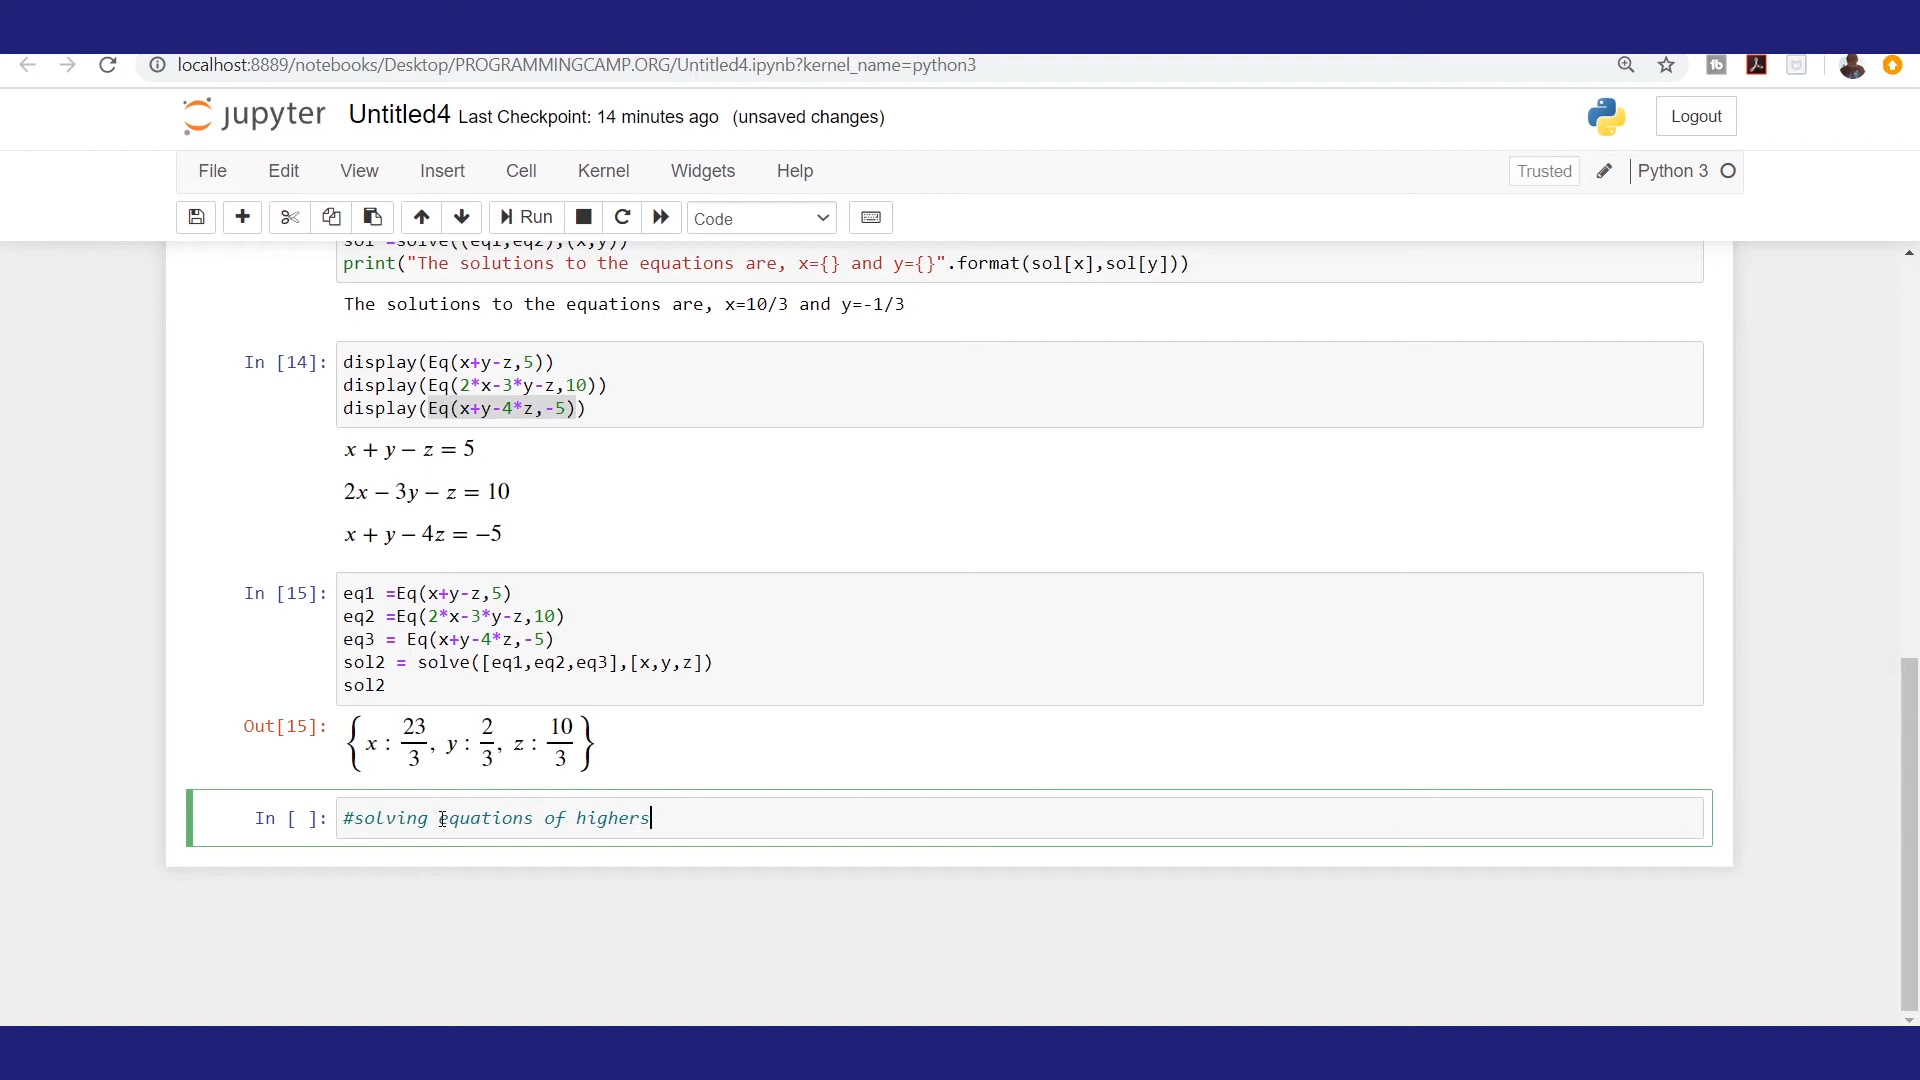 localhost:8889/notebooks/Desktop/PROGRAMMINGCAMP.ORG/Untitled4.ipynb?kernel_name=python3
jupyter Untitled4 Last Checkpoint: 14 minutes ago (unsaved changes)
Logout
File Edit View Insert Cell Kernel Widgets Help
Trusted Python 3
Run Code
sol =solve((eq1,eq2),(x,y))
print("The solutions to the equations are, x={} and y={}".format(sol[x],sol[y]))
The solutions to the equations are, x=10/3 and y=-1/3
In [14]: display(Eq(x+y-z,5))
display(Eq(2*x-3*y-z,10))
display(Eq(x+y-4*z,-5))
x + y − z = 5
2x − 3y − z = 10
x + y − 4z = −5
In [15]: eq1 =Eq(x+y-z,5)
eq2 =Eq(2*x-3*y-z,10)
eq3 = Eq(x+y-4*z,-5)
sol2 = solve([eq1,eq2,eq3],[x,y,z])
sol2
Out[15]: {x : 23/3, y : 2/3, z : 10/3}
In [ ]: #solving equations of highers